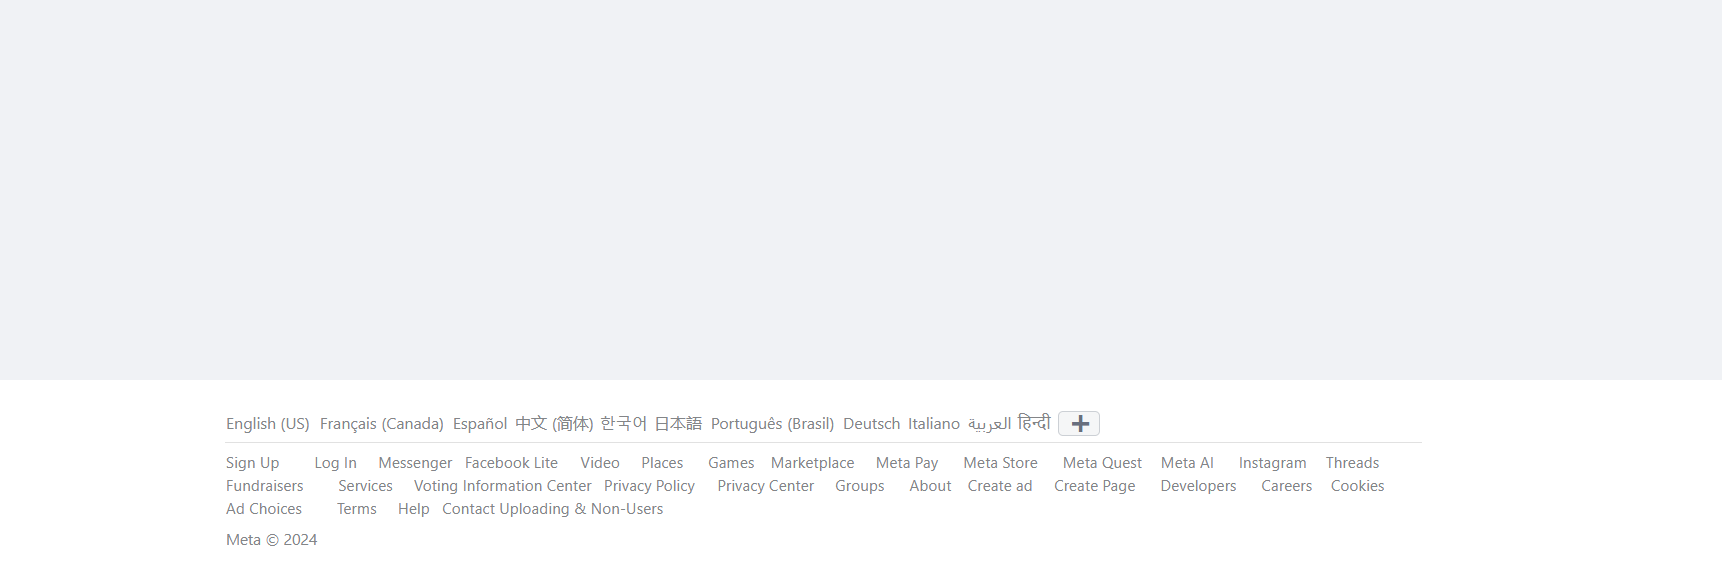 English (US) Français (Canada) Español 中文 (简体) 한국어 日本語 Português (Brasil) Deutsch Italiano العربية हिन्दी
Sign Up Log In Messenger Facebook Lite Video Places Games Marketplace Meta Pay Meta Store Meta Quest Meta AI Instagram Threads
Fundraisers Services Voting Information Center Privacy Policy Privacy Center Groups About Create ad Create Page Developers Careers Cookies
Ad Choices Terms Help Contact Uploading & Non-Users
Meta © 2024